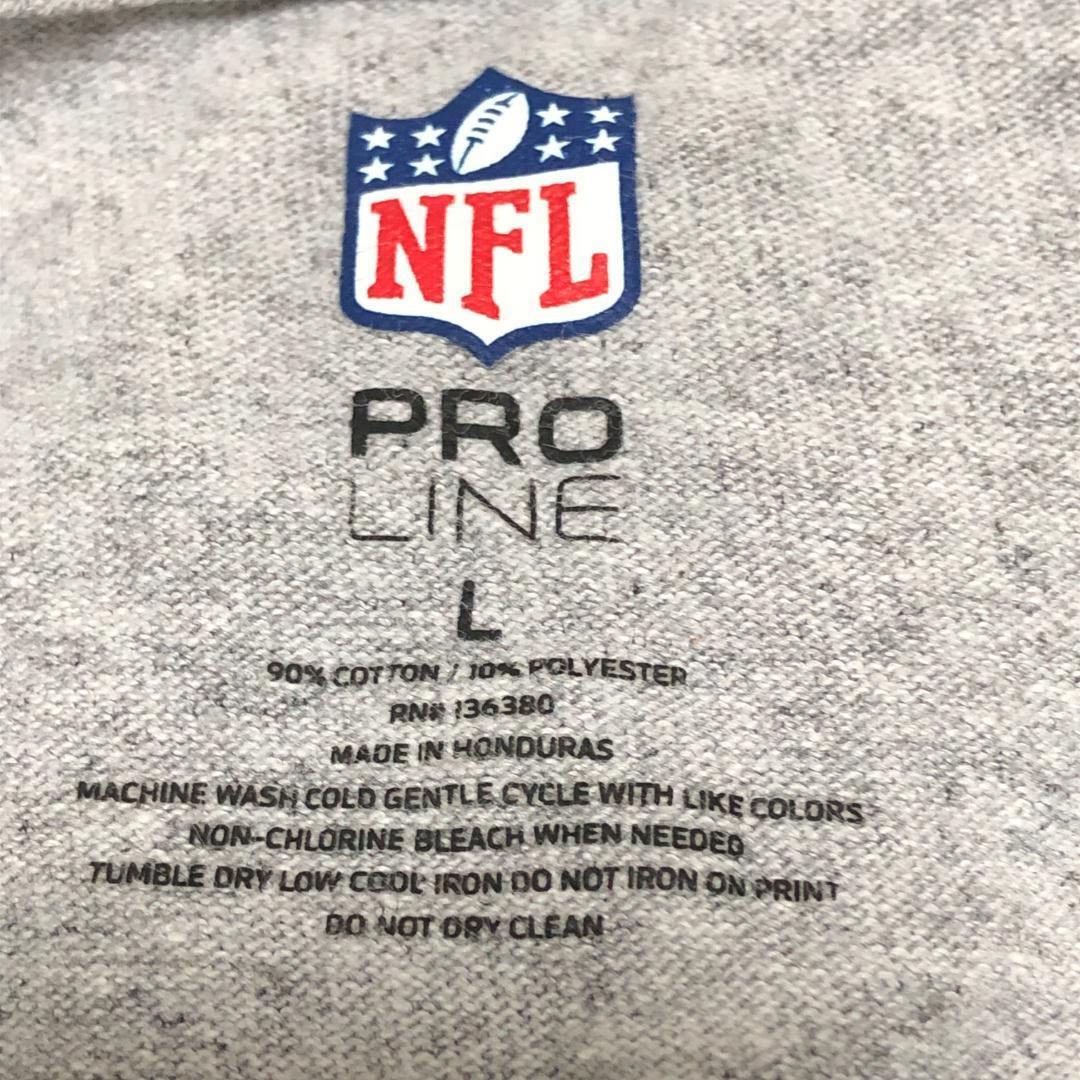 NFL
PRO
LINE
L
90% COTTON / 10% POLYESTER
RN# 136380
MADE IN HONDURAS
MACHINE WASH COLD GENTLE CYCLE WITH LIKE COLORS
NON-CHLORINE BLEACH WHEN NEEDED
TUMBLE DRY LOW COOL IRON DO NOT IRON ON PRINT
DO NOT DRY CLEAN